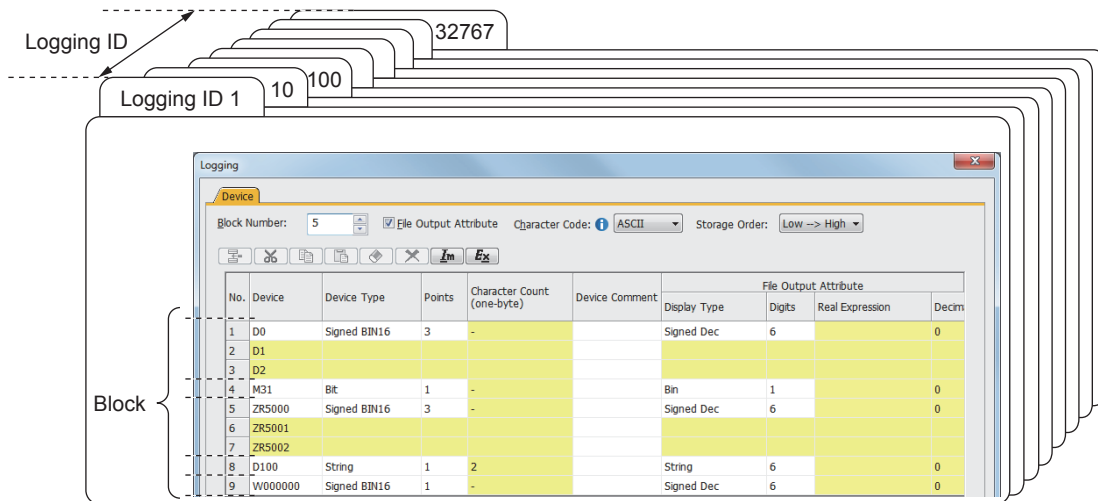 Logging ID
32767
100
10
Logging ID 1
Logging
Device
Block Number: 5 File Output Attribute Character Code: ASCII Storage Order: Low --> High
Im Ex
No. Device Device Type Points Character Count (one-byte) Device Comment File Output Attribute
Display Type Digits Real Expression Decim
1 D0 Signed BIN16 3 - Signed Dec 6 0
2 D1
3 D2
4 M31 Bit 1 - Bin 1 0
Block
5 ZR5000 Signed BIN16 3 - Signed Dec 6 0
6 ZR5001
7 ZR5002
8 D100 String 1 2 String 6 0
9 W000000 Signed BIN16 1 - Signed Dec 6 0